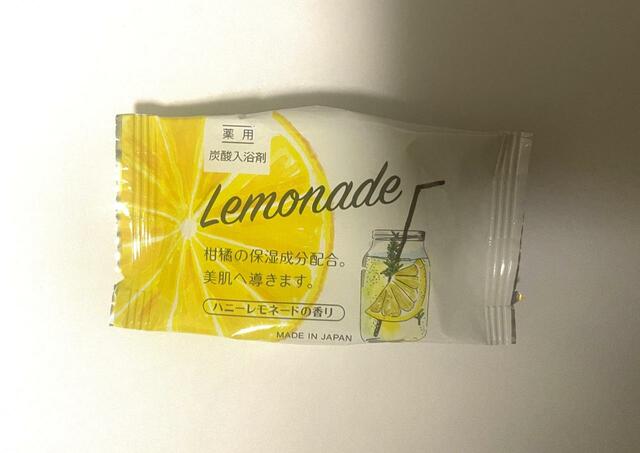 薬用
炭酸入浴剤
Lemonade
柑橘の保湿成分配合。
美肌へ導きます。
ハニーレモネードの香り
MADE IN JAPAN